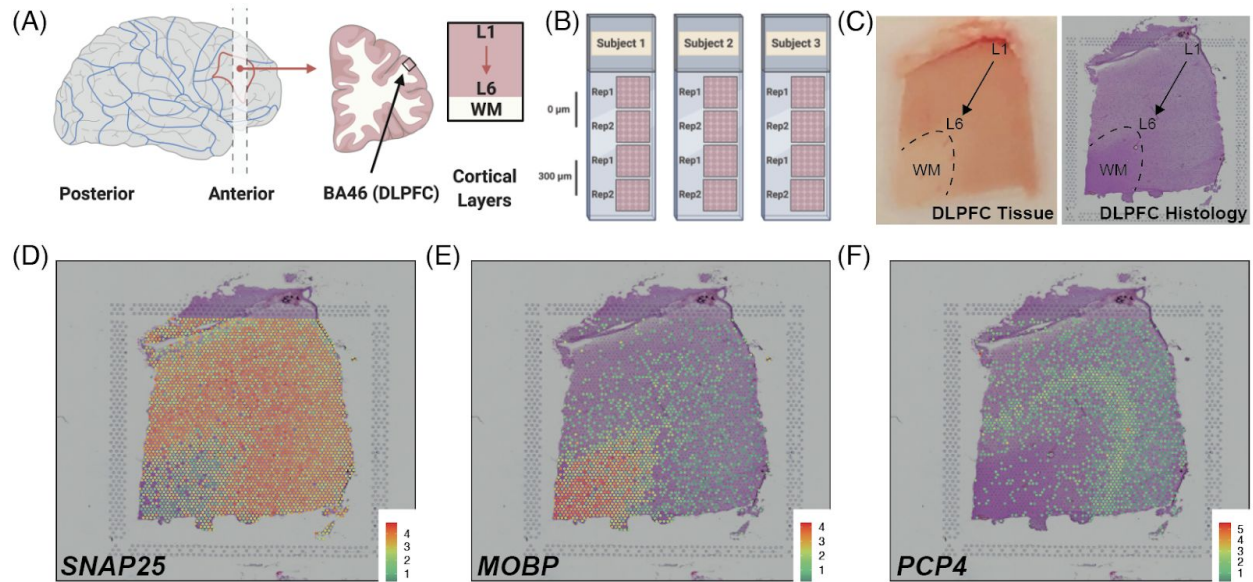 (A)
L1
L6
WM
Posterior
Anterior
BA46 (DLPFC)
Cortical
Layers
(B)
Subject 1
Subject 2
Subject 3
Rep1
Rep1
Rep1
0 µm
Rep2
Rep2
Rep2
Rep1
Rep1
Rep1
300 µm
Rep2
Rep2
Rep2
(C)
L1
L6
WM
DLPFC Tissue
L1
L6
WM
DLPFC Histology
(D)
4
3
2
1
SNAP25
(E)
4
3
2
1
MOBP
(F)
5
4
3
2
1
PCP4